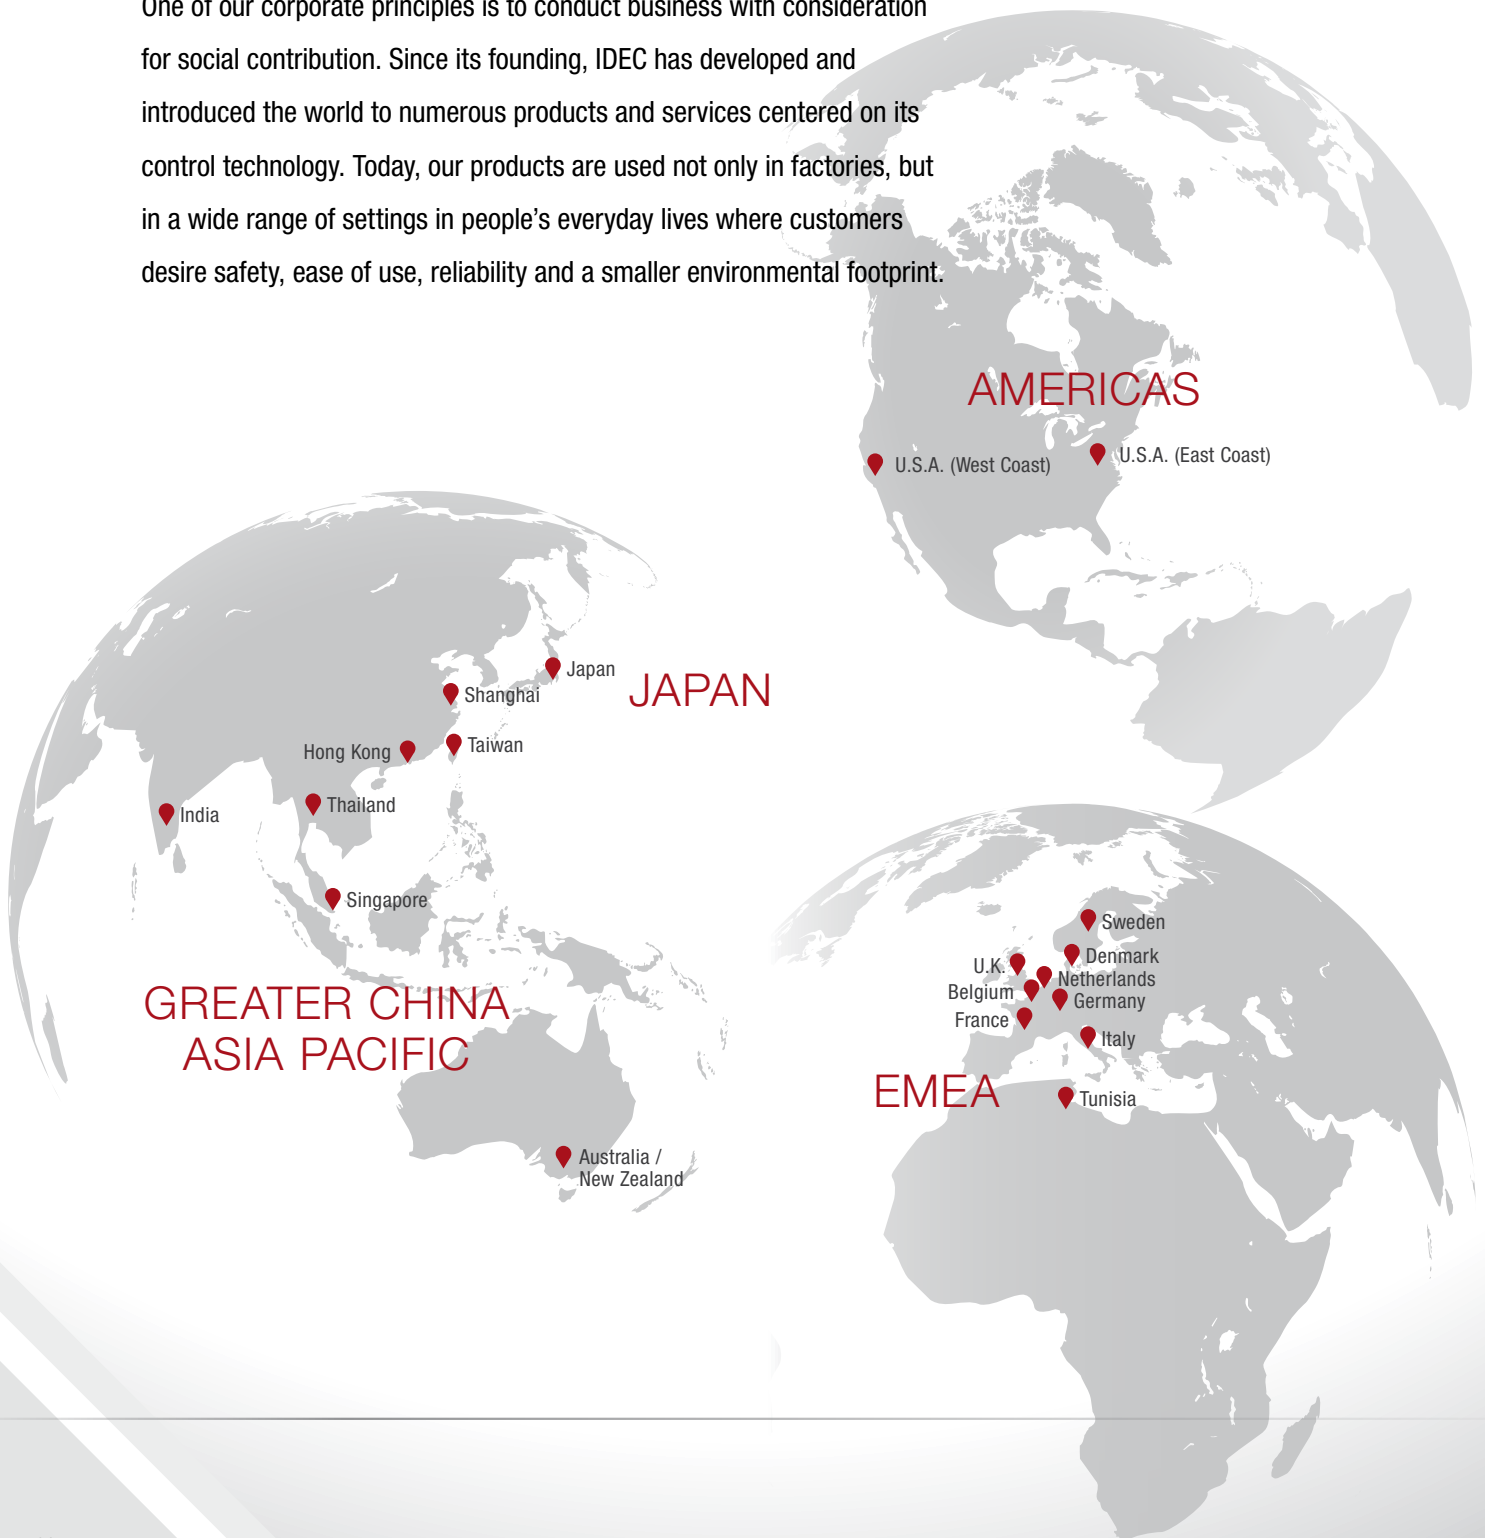 One of our corporate principles is to conduct business with consideration
for social contribution. Since its founding, IDEC has developed and
introduced the world to numerous products and services centered on its
control technology. Today, our products are used not only in factories, but
in a wide range of settings in people’s everyday lives where customers
desire safety, ease of use, reliability and a smaller environmental footprint.
AMERICAS
U.S.A. (West Coast)
U.S.A. (East Coast)
Japan
JAPAN
Shanghai
Hong Kong
Taiwan
India
Thailand
Singapore
GREATER CHINA
ASIA PACIFIC
Australia /
New Zealand
Sweden
Denmark
U.K.
Netherlands
Belgium
Germany
France
Italy
EMEA
Tunisia